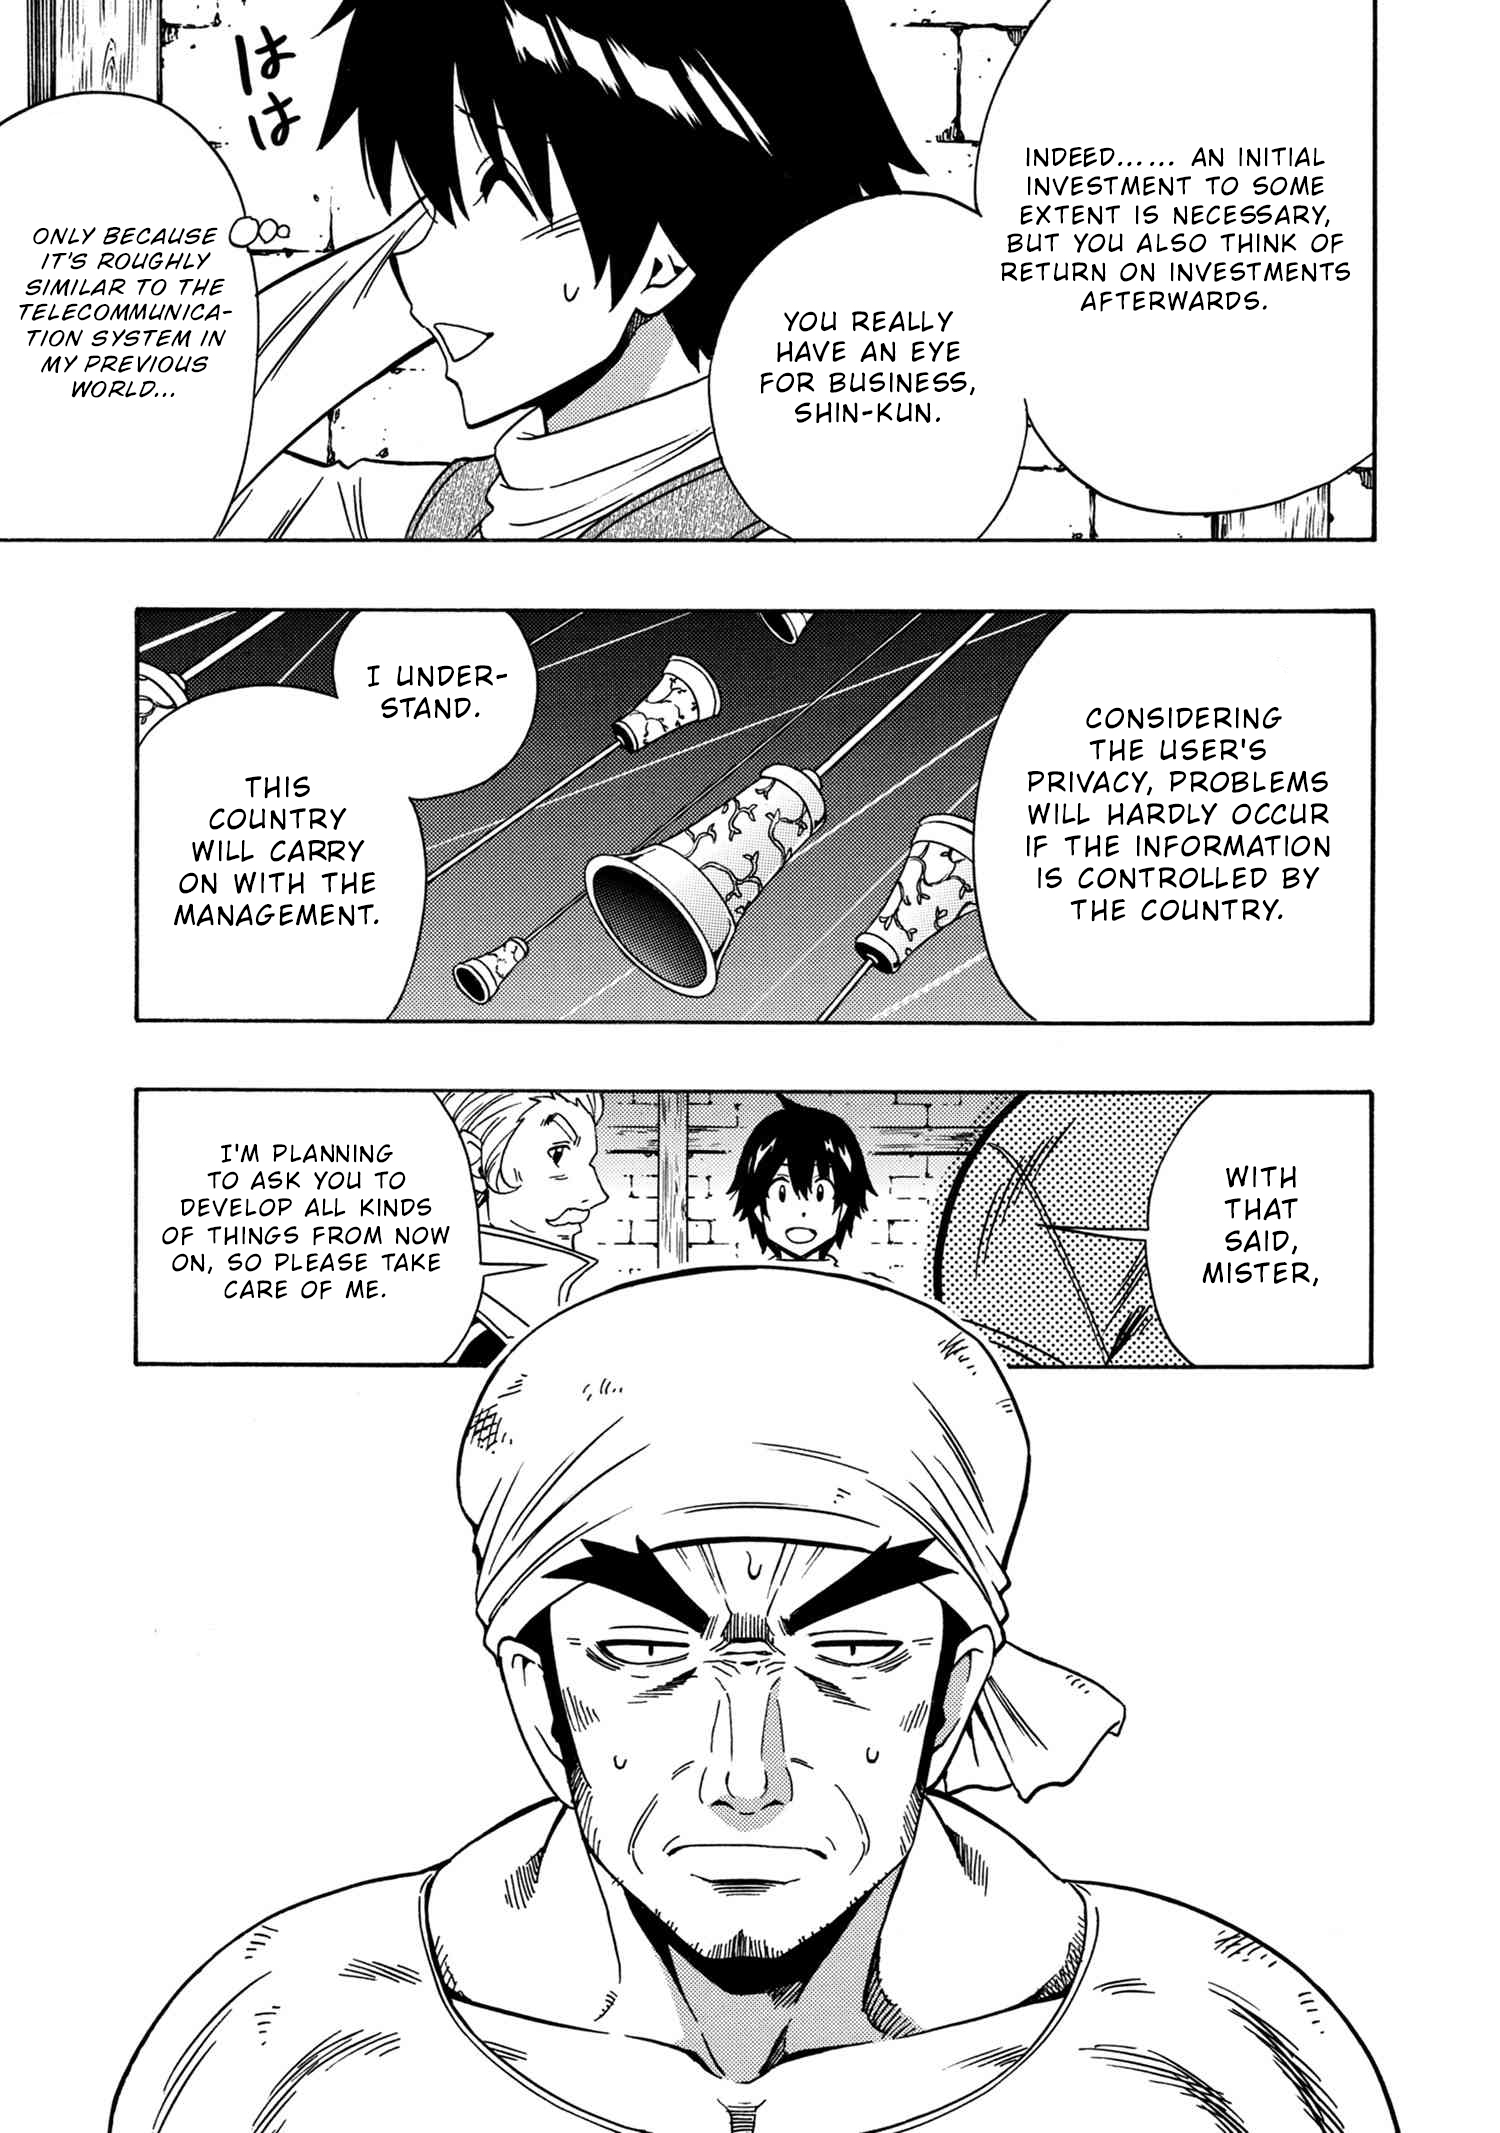 INDEED…… AN INITIAL
INVESTMENT TO SOME
EXTENT IS NECESSARY,
BUT YOU ALSO THINK OF
RETURN ON INVESTMENTS
AFTERWARDS.
YOU REALLY
HAVE AN EYE
FOR BUSINESS,
SHIN-KUN.
はは
ONLY BECAUSE
IT'S ROUGHLY
SIMILAR TO THE
TELECOMMUNICA-
TION SYSTEM IN
MY PREVIOUS
WORLD...
CONSIDERING
THE USER'S
PRIVACY, PROBLEMS
WILL HARDLY OCCUR
IF THE INFORMATION
IS CONTROLLED BY
THE COUNTRY.
I UNDER-
STAND.
THIS
COUNTRY
WILL CARRY
ON WITH THE
MANAGEMENT.
WITH
THAT
SAID,
MISTER,
I'M PLANNING
TO ASK YOU TO
DEVELOP ALL KINDS
OF THINGS FROM NOW
ON, SO PLEASE TAKE
CARE OF ME.